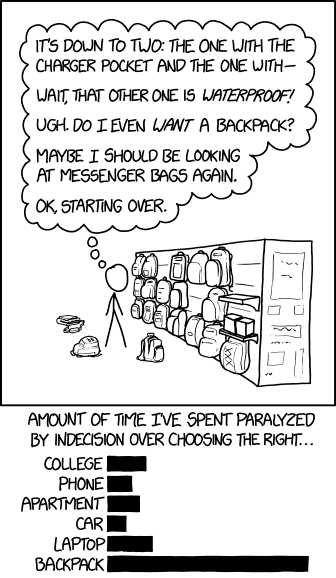 IT'S DOWN TO TWO: THE ONE WITH THE
CHARGER POCKET AND THE ONE WITH—
WAIT, THAT OTHER ONE IS WATERPROOF!
UGH. DO I EVEN WANT A BACKPACK?
MAYBE I SHOULD BE LOOKING
AT MESSENGER BAGS AGAIN.
OK, STARTING OVER.
AMOUNT OF TIME I'VE SPENT PARALYZED
BY INDECISION OVER CHOOSING THE RIGHT...
COLLEGE
PHONE
APARTMENT
CAR
LAPTOP
BACKPACK